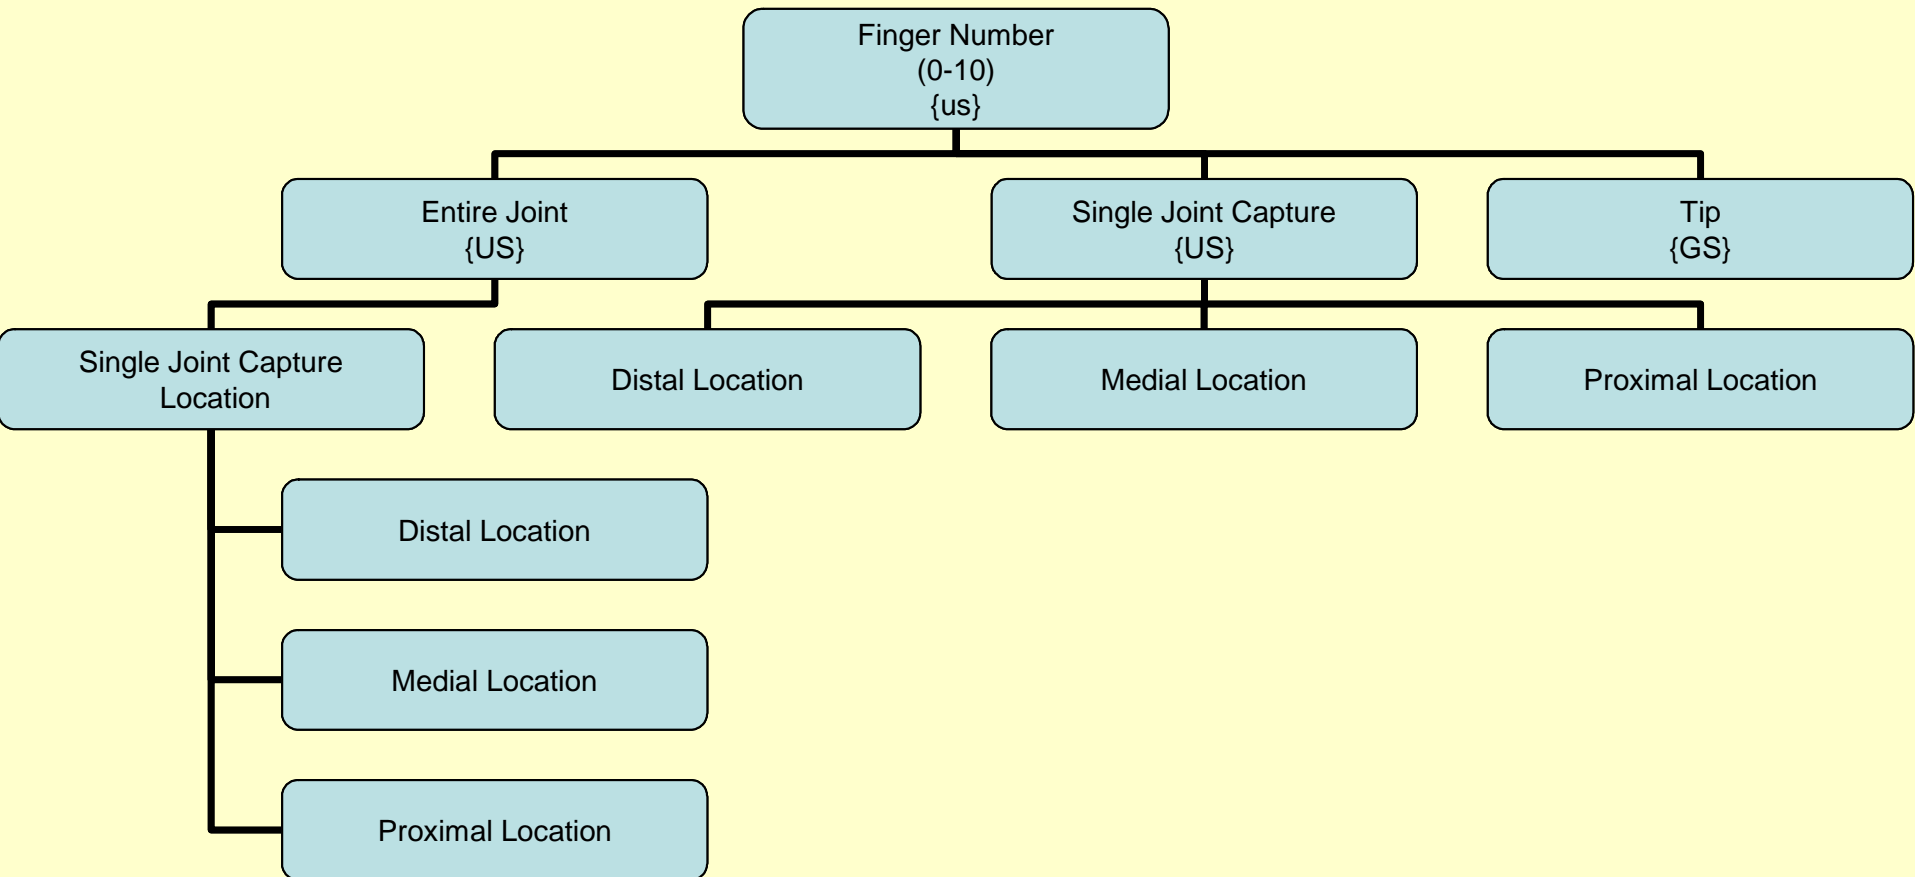 Finger Number
(0-10)
{us}
Entire Joint
{US}
Single Joint Capture
{US}
Tip
{GS}
Single Joint Capture
Location
Distal Location
Medial Location
Proximal Location
Distal Location
Medial Location
Proximal Location